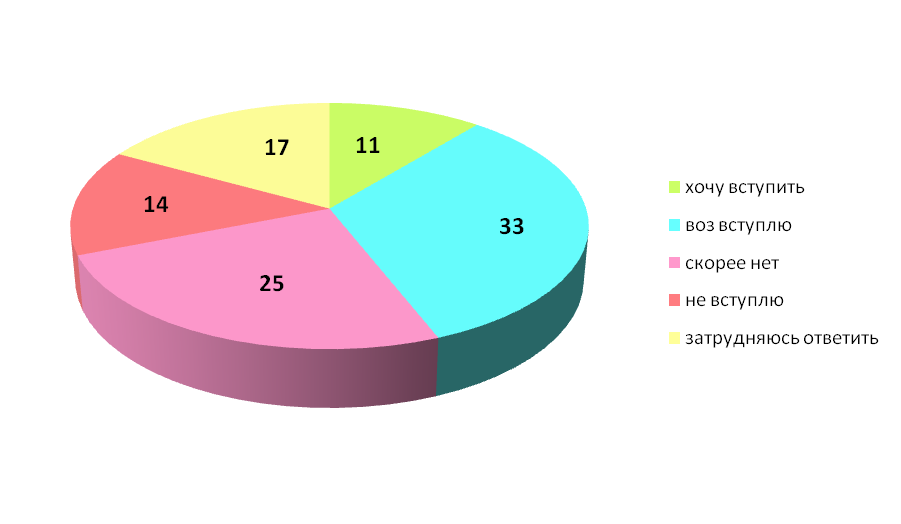 17
11
14
33
25
хочу вступить
воз вступлю
скорее нет
не вступлю
затрудняюсь ответить